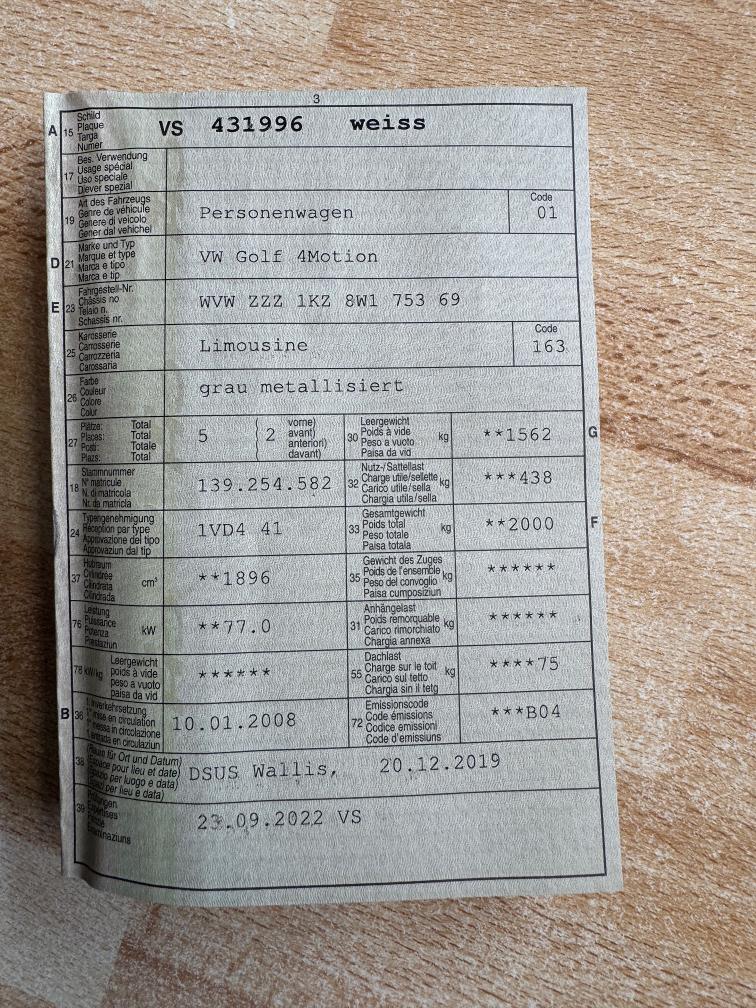 3
A 15 Schild
Plaque
Targa
Numer
VS 431996 weiss
17 Bes. Verwendung
Usage spécial
Uso speciale
Diever spezial
19 Art des Fahrzeugs
Genre de véhicule
Genere di veicolo
Gener dal vehichel
Personenwagen
Code
01
D 21 Marke und Typ
Marque et type
Marca e tipo
Marca e tip
VW Golf 4Motion
E 23 Fahrgestell-Nr.
Châssis no
Telaio n.
Schassis nr.
WVW ZZZ 1KZ 8W1 753 69
25 Karosserie
Carrosserie
Carrozzeria
Carossaria
Limousine
Code
163
26 Farbe
Couleur
Colore
Colur
grau metallisiert
27 Plätze: Total
Places: Total
Posti: Totale
Plazs: Total
5 2 vorne)
avant)
anteriori)
davant)
30 Leergewicht
Poids à vide
Peso a vuoto kg
Paisa da vid
**1562 G
18 Stammnummer
N° matricule
N. di matricola
Nr. da matricla
139.254.582
32 Nutz-/Sattellast
Charge utile/sellette
Carico utile/sella kg
Chargia utila/sella
***438
24 Typengenehmigung
Réception par type
Approvazione del tipo
Approvaziun dal tip
1VD4 41
33 Gesamtgewicht
Poids total
Peso totale kg
Paisa totala
**2000 F
37 Hubraum
Cylindrée
Cilindrata cm³
Cilindrada
**1896
35 Gewicht des Zuges
Poids de l'ensemble
Peso del convoglio kg
Paisa cumposiziun
******
76 Leistung
Puissance
Potenza kW
Prestaziun
**77.0
31 Anhängelast
Poids remorquable
Carico rimorchiato kg
Chargia annexa
******
78 kW/kg Leergewicht
poids à vide
peso a vuoto
paisa da vid
******
55 Dachlast
Charge sur le toit
Carico sul tetto kg
Chargia sin il tetg
****75
B 36 1. Inverkehrsetzung
mise en circulation
messa in circolazione
entrada en circulaziun
10.01.2008
72 Emissionscode
Code émissions
Codice emissioni
Code d'emissiuns
***B04
38 (Raum für Ort und Datum)
(Espace pour lieu et date)
(Spazio per luogo e data)
per lieu e data)
DSUS Wallis, 20.12.2019
39 Prüfungen
Expertises
Examinaziuns
23.09.2022 VS